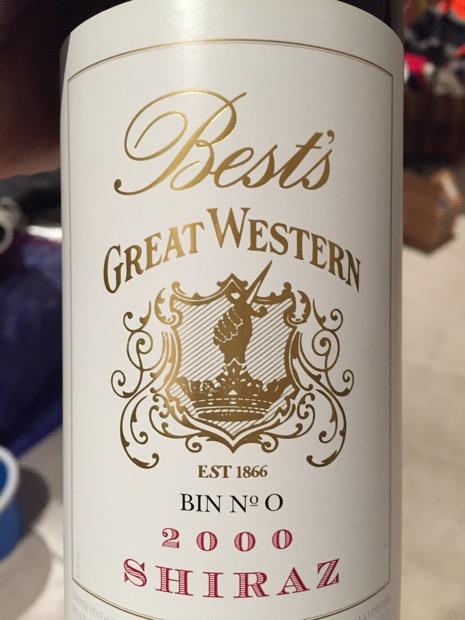 Best's
GREAT WESTERN
EST 1866
BIN Nº O
2000
SHIRAZ